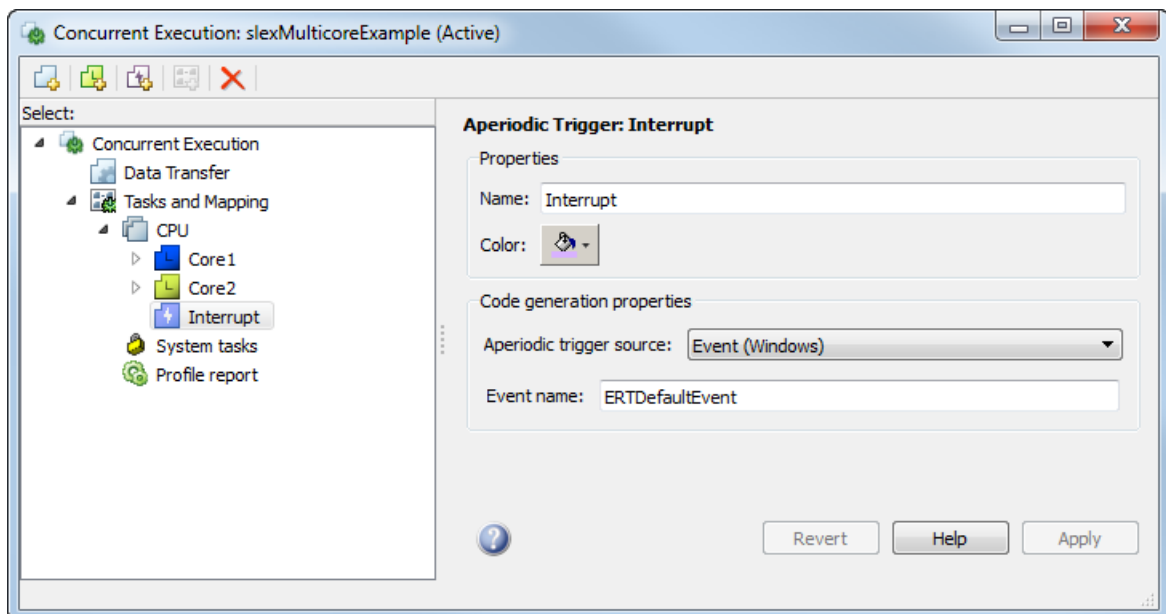 Concurrent Execution: slexMulticoreExample (Active)
Select:
Concurrent Execution
Data Transfer
Tasks and Mapping
CPU
Core1
Core2
Interrupt
System tasks
Profile report
Aperiodic Trigger: Interrupt
Properties
Name: Interrupt
Color:
Code generation properties
Aperiodic trigger source: Event (Windows)
Event name: ERTDefaultEvent
Revert Help Apply